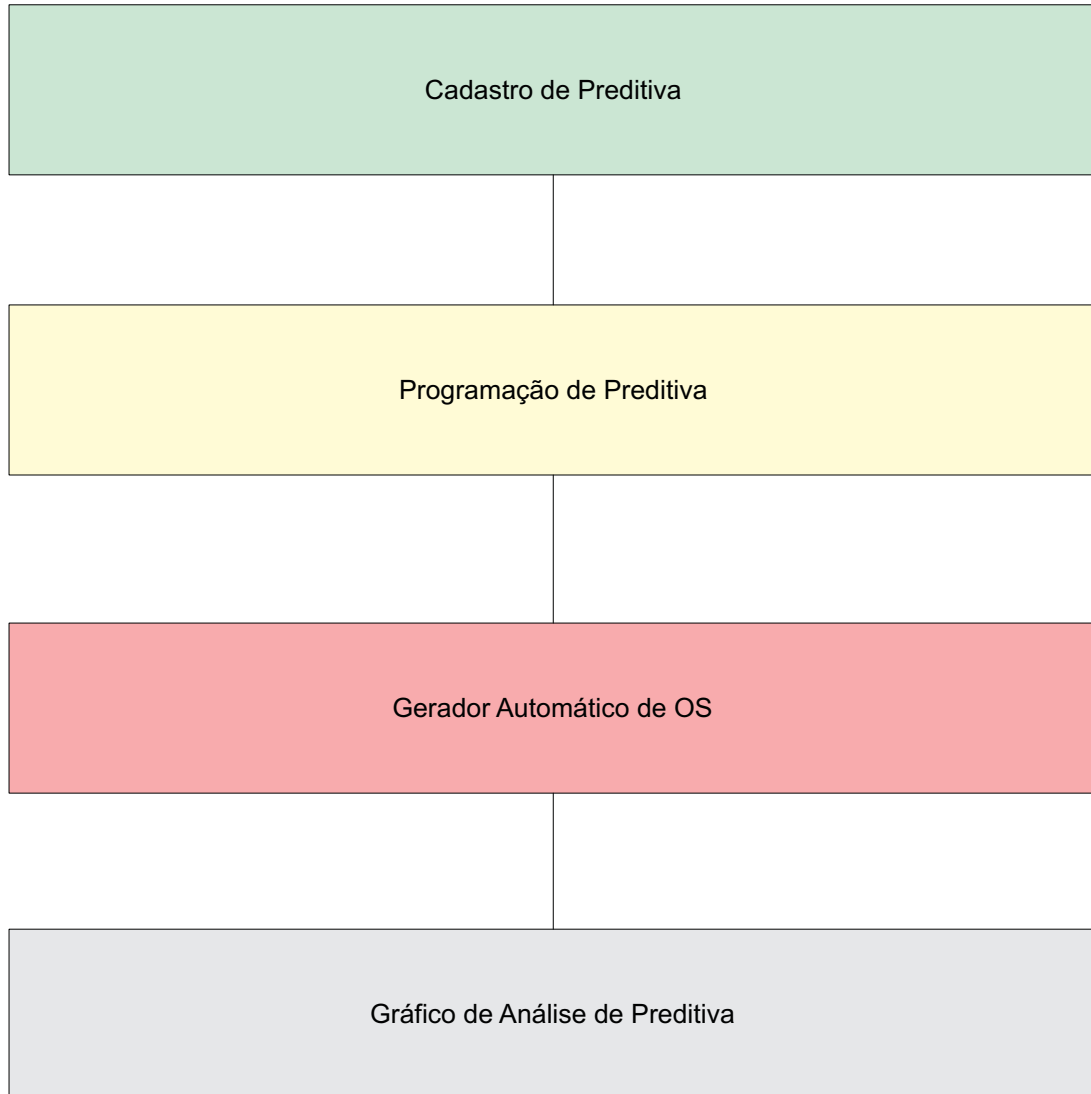 Cadastro de Preditiva
Programação de Preditiva
Gerador Automático de OS
Gráfico de Análise de Preditiva